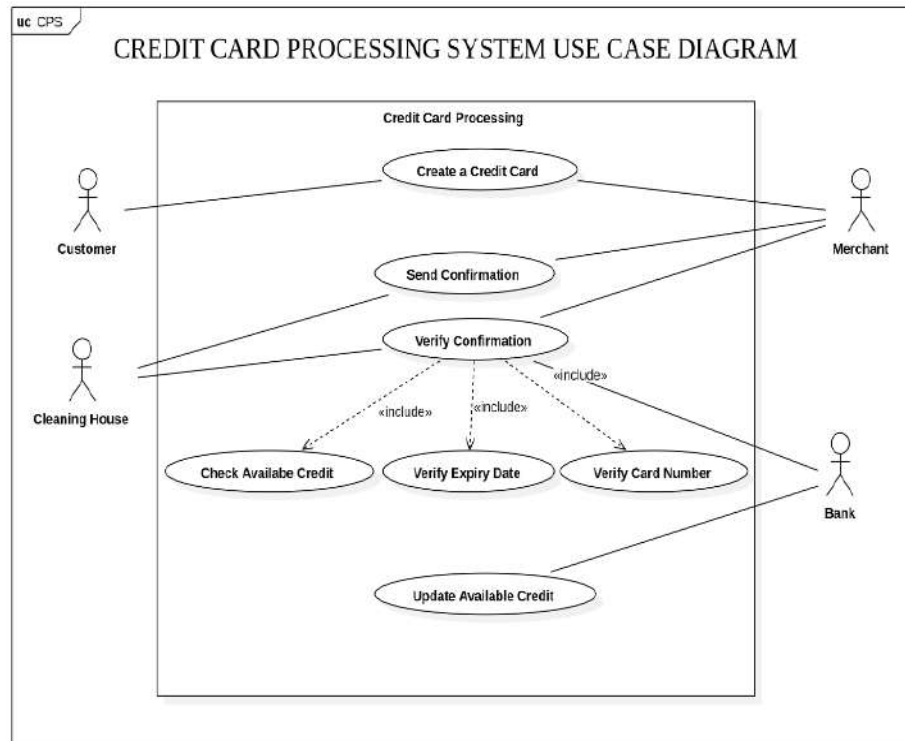 uc CPS
CREDIT CARD PROCESSING SYSTEM USE CASE DIAGRAM
Credit Card Processing
Create a Credit Card
Customer
Merchant
Send Confirmation
Verify Confirmation
Cleaning House
«include»
«include»
«include»
Check Availabe Credit
Verify Expiry Date
Verify Card Number
Bank
Update Available Credit